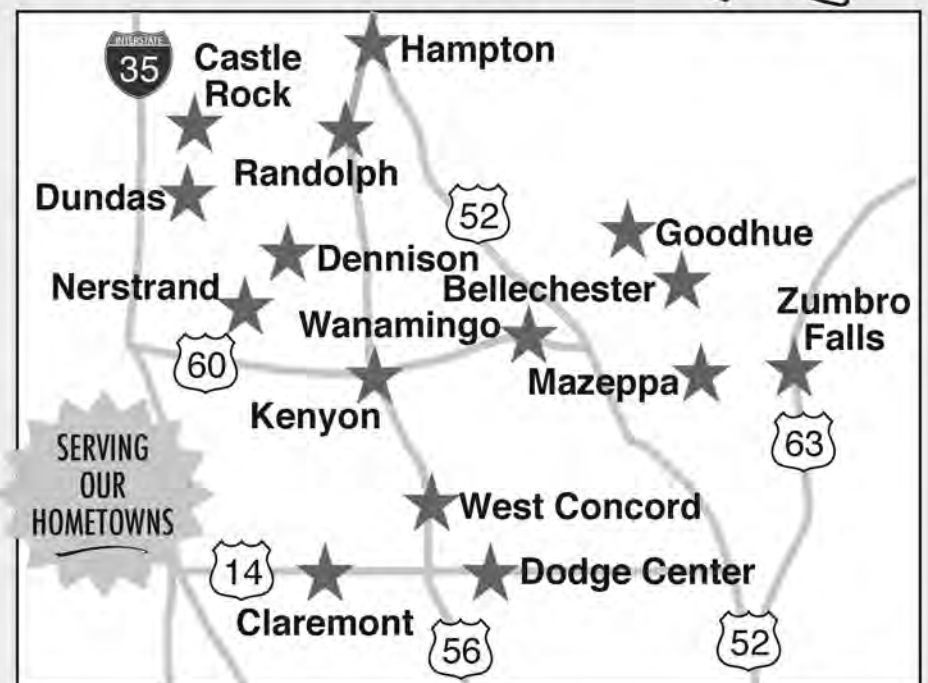 INTERSTATE
35
Castle
Rock
Hampton
Randolph
Dundas
52
Goodhue
Dennison
Nerstrand
Bellechester
Zumbro
Falls
Wanamingo
60
Mazeppa
Kenyon
63
SERVING
OUR
HOMETOWNS
West Concord
14
Dodge Center
Claremont
56
52